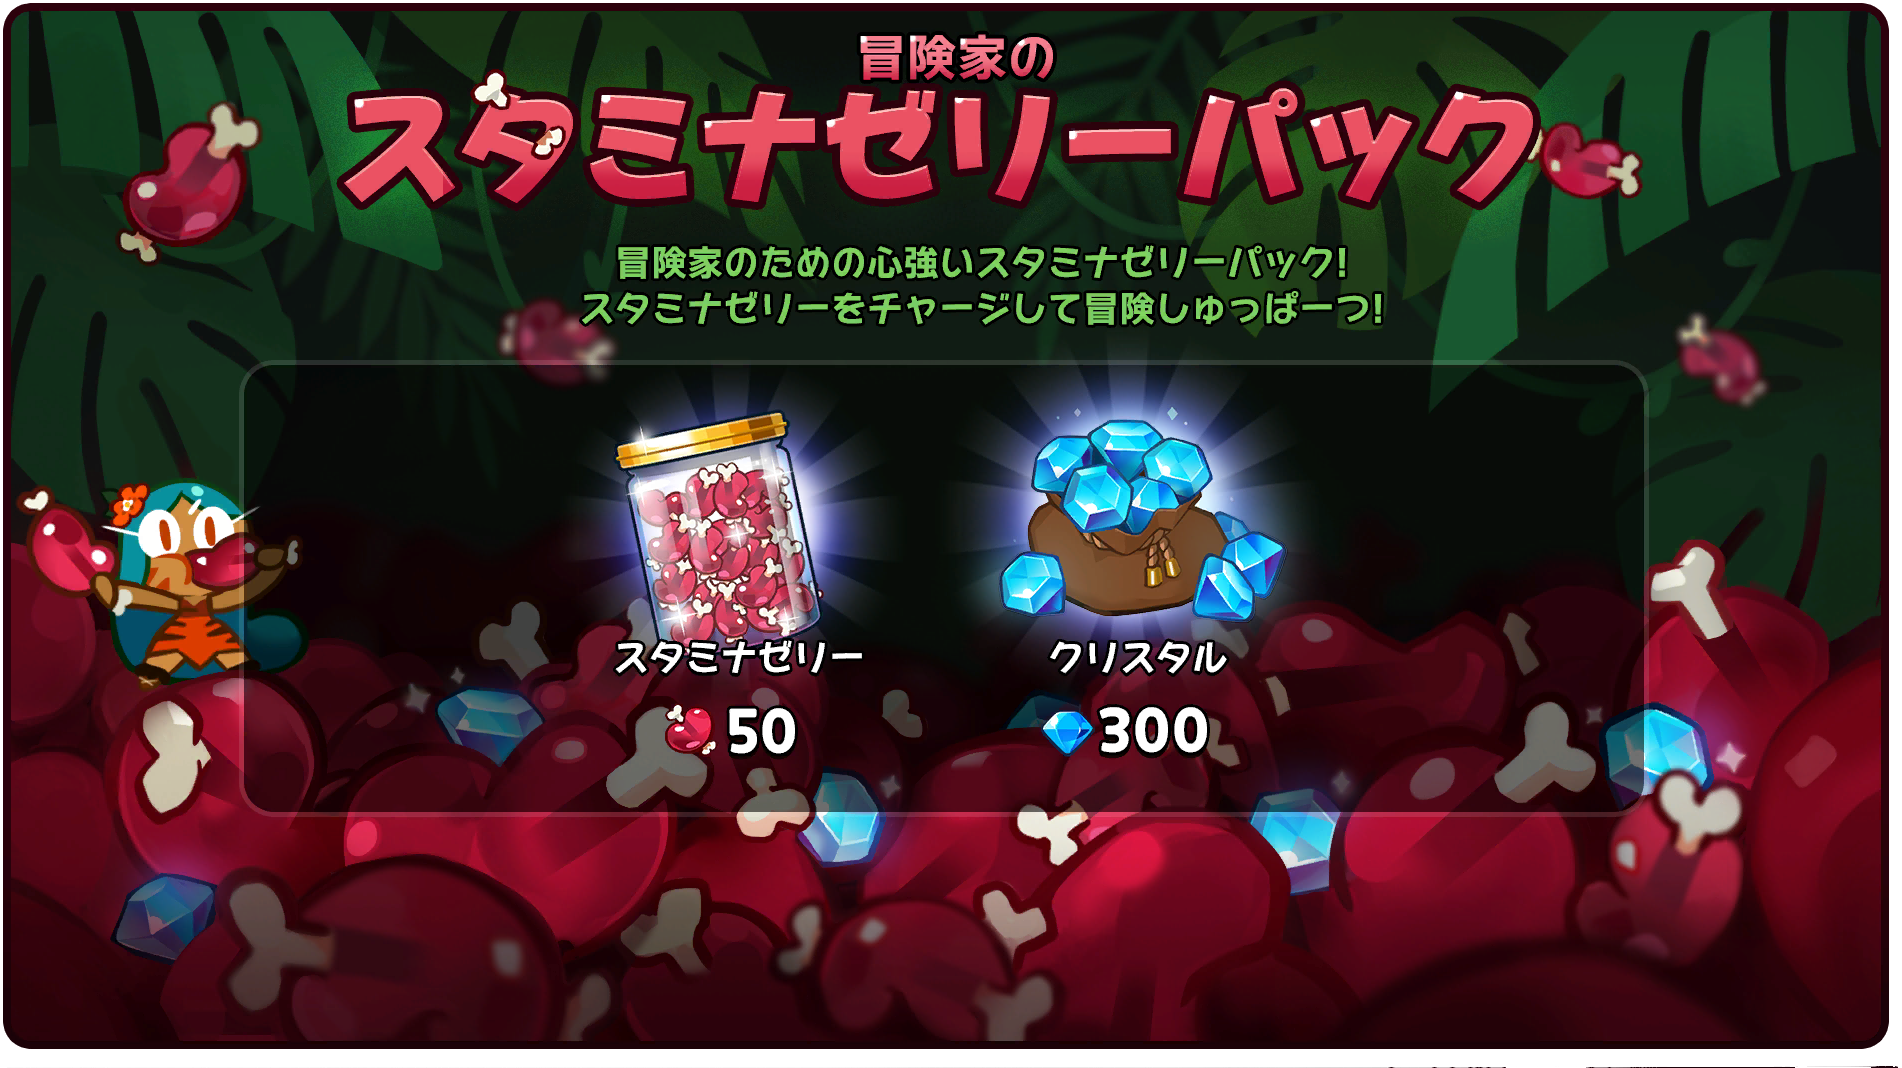 冒険家の
スタミナゼリーパック
冒険家のための心強いスタミナゼリーパック!
スタミナゼリーをチャージして冒険しゅっぱーつ!
スタミナゼリー
クリスタル
50
300